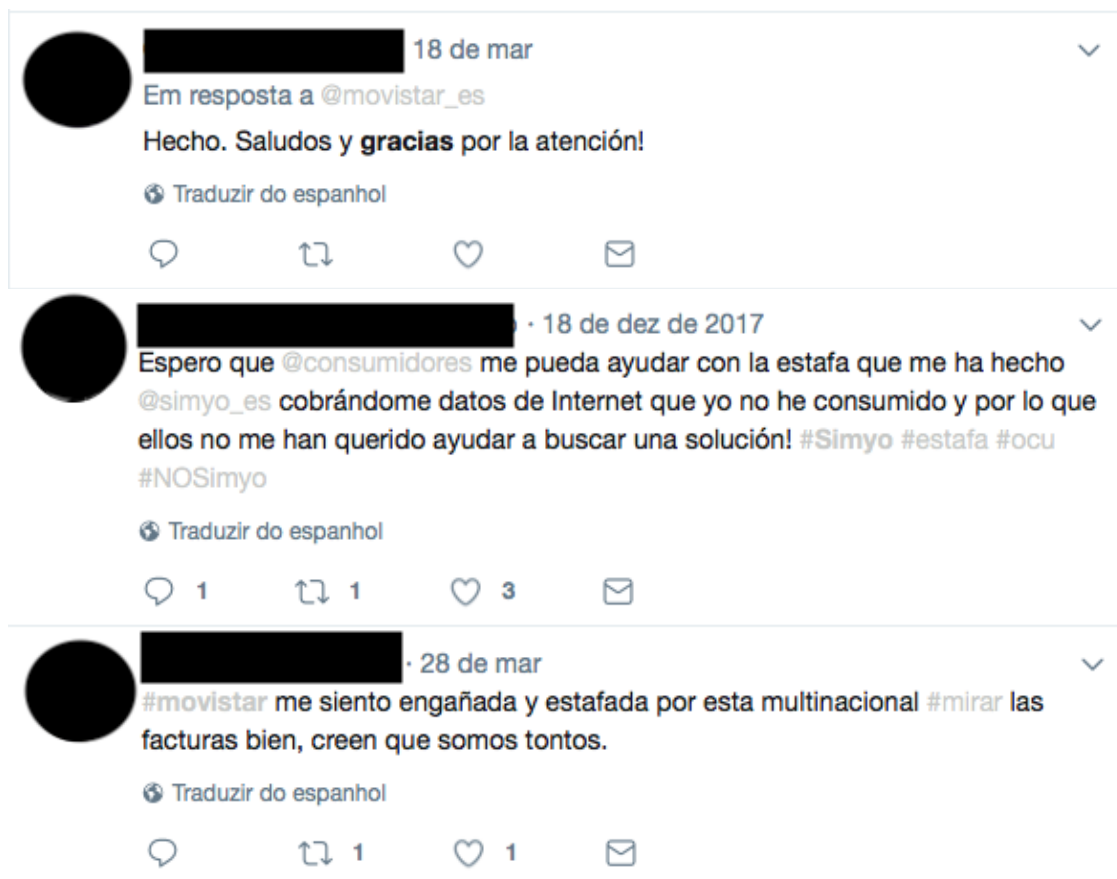 18 de mar
Em resposta a @movistar_es
Hecho. Saludos y gracias por la atención!
Traduzir do espanhol
· 18 de dez de 2017
Espero que @consumidores me pueda ayudar con la estafa que me ha hecho
@simyo_es cobrándome datos de Internet que yo no he consumido y por lo que
ellos no me han querido ayudar a buscar una solución! #Simyo #estafa #ocu
#NOSimyo
Traduzir do espanhol
1 1 3
· 28 de mar
#movistar me siento engañada y estafada por esta multinacional #mirar las
facturas bien, creen que somos tontos.
Traduzir do espanhol
1 1